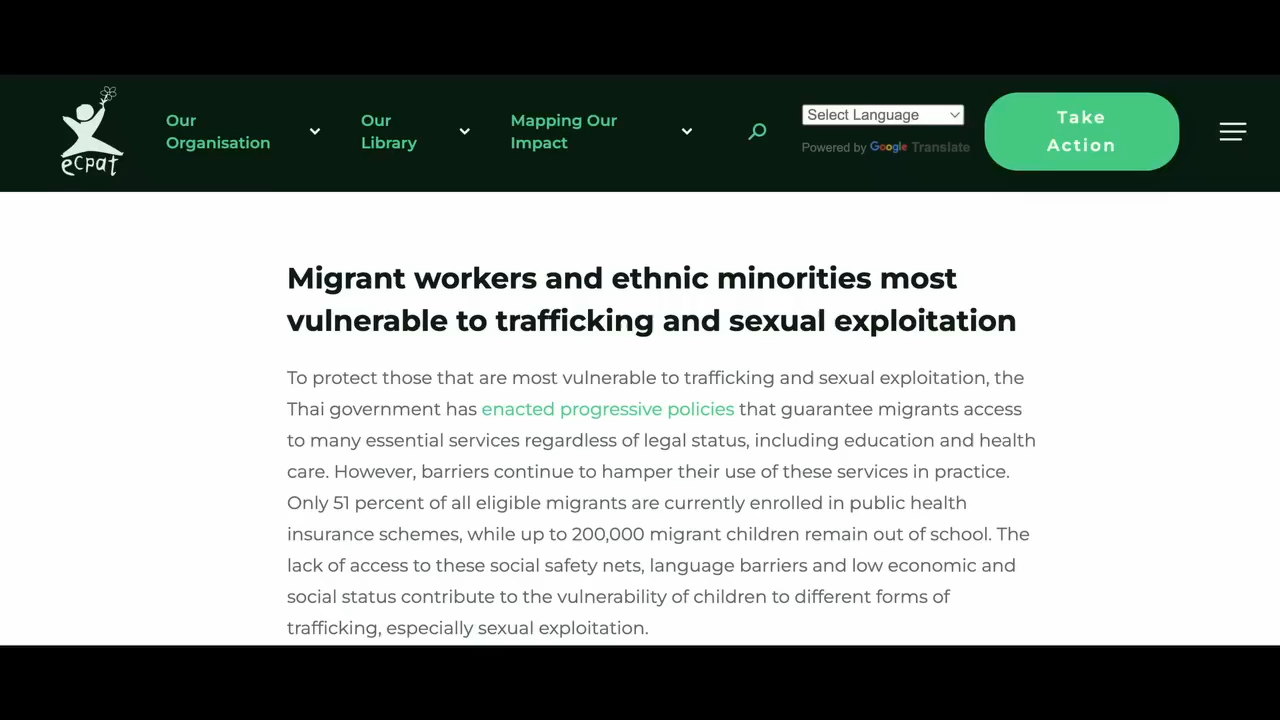 Our
Organisation
Our
Library
Mapping Our
Impact
Select Language
Powered by Google Translate
Take
Action
ecpat
Migrant workers and ethnic minorities most
vulnerable to trafficking and sexual exploitation
To protect those that are most vulnerable to trafficking and sexual exploitation, the
Thai government has enacted progressive policies that guarantee migrants access
to many essential services regardless of legal status, including education and health
care. However, barriers continue to hamper their use of these services in practice.
Only 51 percent of all eligible migrants are currently enrolled in public health
insurance schemes, while up to 200,000 migrant children remain out of school. The
lack of access to these social safety nets, language barriers and low economic and
social status contribute to the vulnerability of children to different forms of
trafficking, especially sexual exploitation.